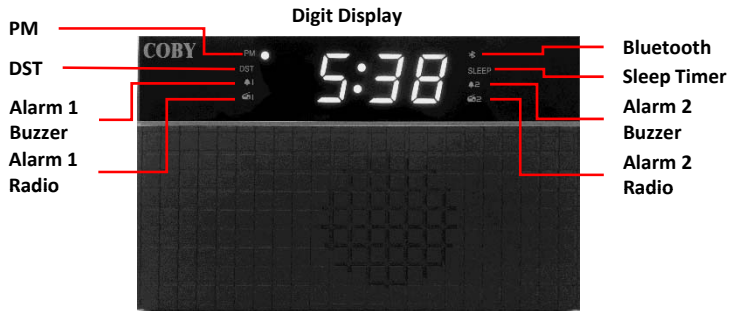 Digit Display
PM
DST
Alarm 1
Buzzer
Alarm 1
Radio
COBY
PM
DST
1
1
5:38
SLEEP
2
2
Bluetooth
Sleep Timer
Alarm 2
Buzzer
Alarm 2
Radio